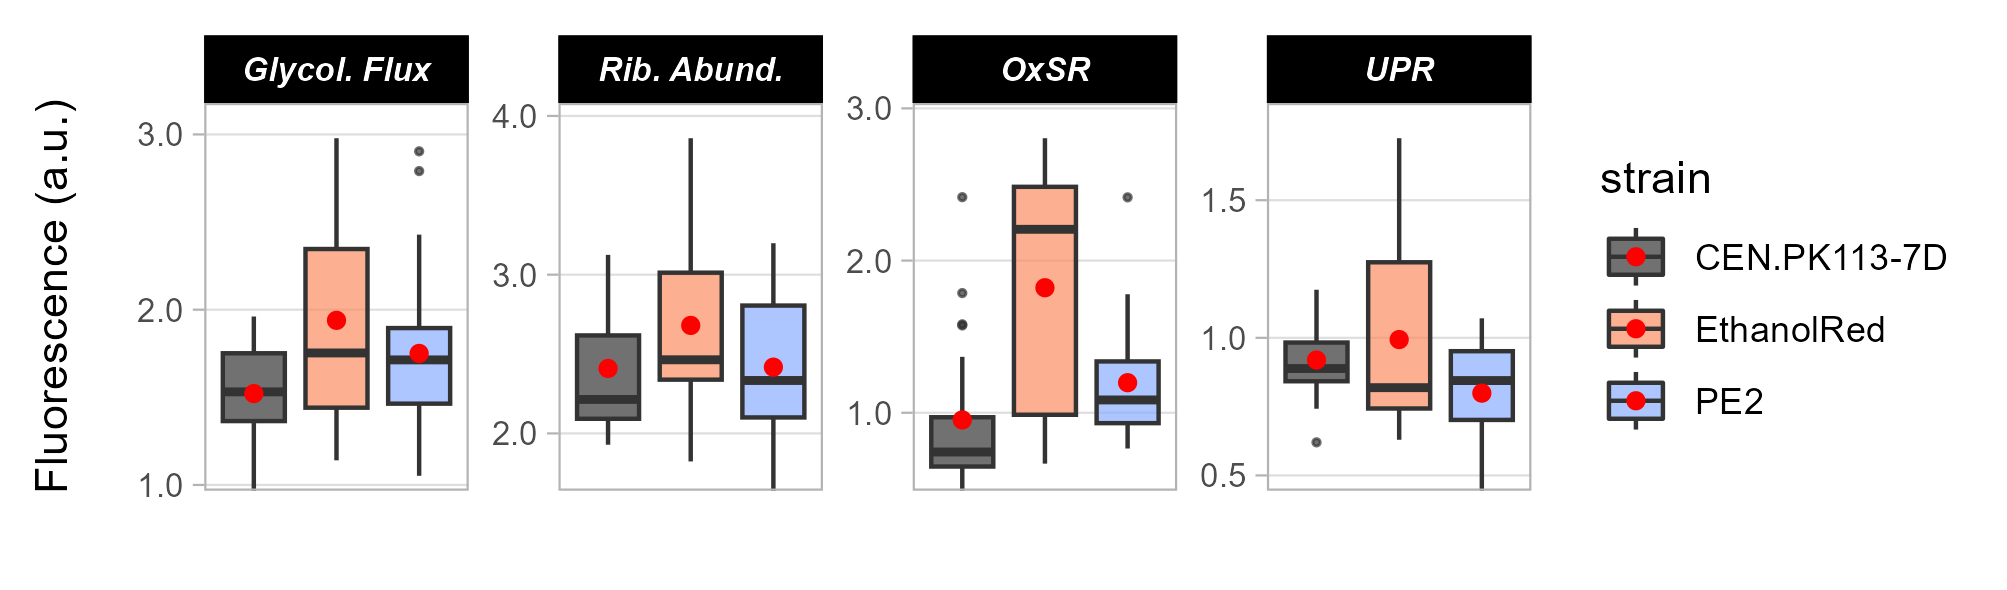 Glycol. Flux
Rib. Abund.
OxSR
UPR
Fluorescence (a.u.)
3.0
2.0
1.0
4.0
3.0
2.0
3.0
2.0
1.0
1.5
1.0
0.5
strain
CEN.PK113-7D
EthanolRed
PE2